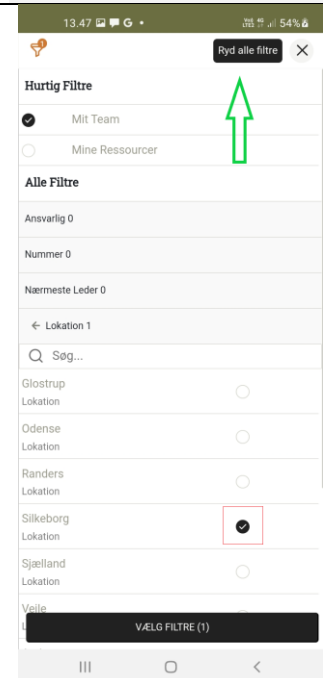 13.47 G • 54%
Ryd alle filtre
Hurtig Filtre
Mit Team
Mine Ressourcer
Alle Filtre
Ansvarlig 0
Nummer 0
Nærmeste Leder 0
← Lokation 1
Søg...
Glostrup
Lokation
Odense
Lokation
Randers
Lokation
Silkeborg
Lokation
Sjælland
Lokation
Vejle
VÆLG FILTRE (1)